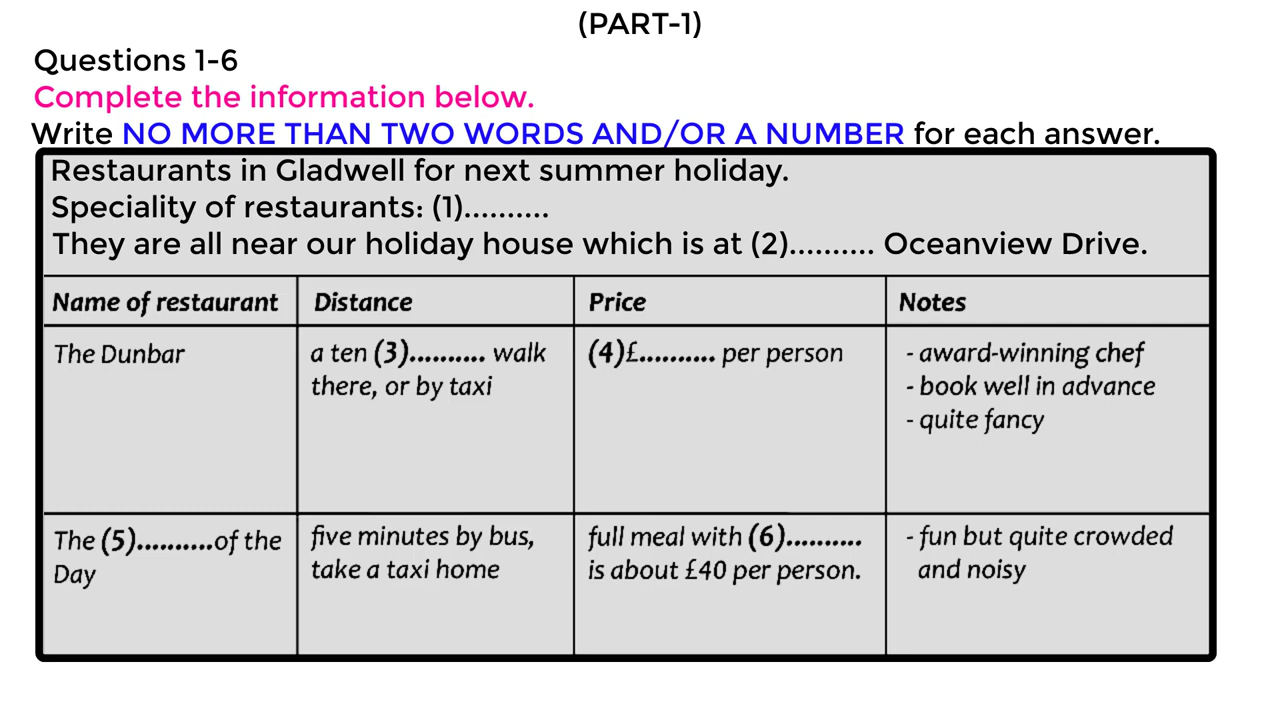 (PART-1)
Questions 1-6
Complete the information below.
Write NO MORE THAN TWO WORDS AND/OR A NUMBER for each answer.
Restaurants in Gladwell for next summer holiday.
Speciality of restaurants: (1)..........
They are all near our holiday house which is at (2).......... Oceanview Drive.
Name of restaurant Distance Price Notes
The Dunbar
a ten (3).......... walk
there, or by taxi
(4)£.......... per person
- award-winning chef
- book well in advance
- quite fancy
The (5)..........of the
Day
five minutes by bus,
take a taxi home
full meal with (6)..........
is about £40 per person.
- fun but quite crowded
and noisy